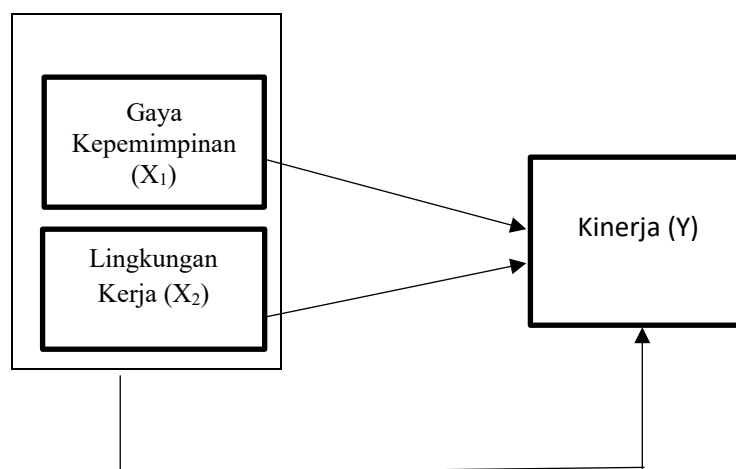 Gaya
Kepemimpinan
(X₁)
Lingkungan
Kerja (X₂)
Kinerja (Y)